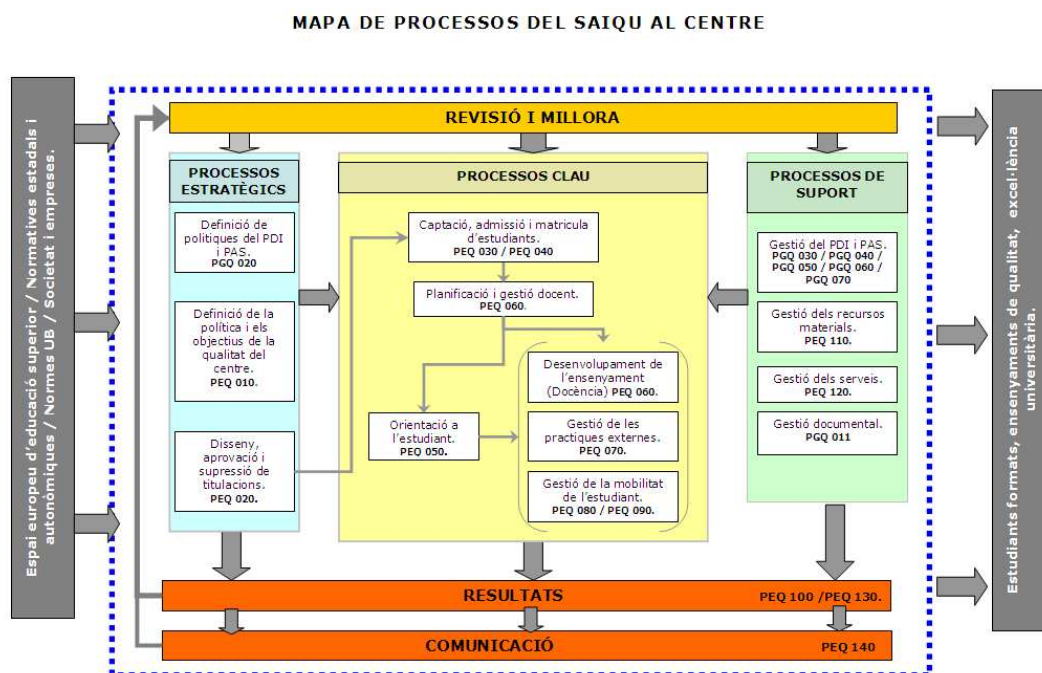 MAPA DE PROCESSOS DEL SAIQU AL CENTRE
Espai europeu d'educació superior / Normatives estadals i
autonòmiques / Normes UB / Societat i empreses.
REVISIÓ I MILLORA
PROCESSOS
ESTRATÈGICS
Definició de
politiques del PDI
i PAS.
PGQ 020
Definició de la
política i els
objectius de la
qualitat del
centre.
PEQ 010.
Disseny,
aprovació i
supressió de
titulacions.
PEQ 020.
PROCESSOS CLAU
Captació, admissió i matricula
d'estudiants.
PEQ 030 / PEQ 040
Planificació i gestió docent.
PEQ 060.
Desenvolupament de
l'ensenyament
(Docència) PEQ 060.
Orientació a
l'estudiant.
PEQ 050.
Gestió de les
practiques externes.
PEQ 070.
Gestió de la mobilitat
de l'estudiant.
PEQ 080 / PEQ 090.
PROCESSOS DE
SUPORT
Gestió del PDI i PAS.
PGQ 030 / PGQ 040 /
PGQ 050 / PGQ 060 /
PGQ 070
Gestió dels recursos
materials.
PEQ 110.
Gestió dels serveis.
PEQ 120.
Gestió documental.
PGQ 011
RESULTATS PEQ 100 /PEQ 130.
COMUNICACIÓ PEQ 140
Estudiants formats, ensenyaments de qualitat, excel·lència
universitària.